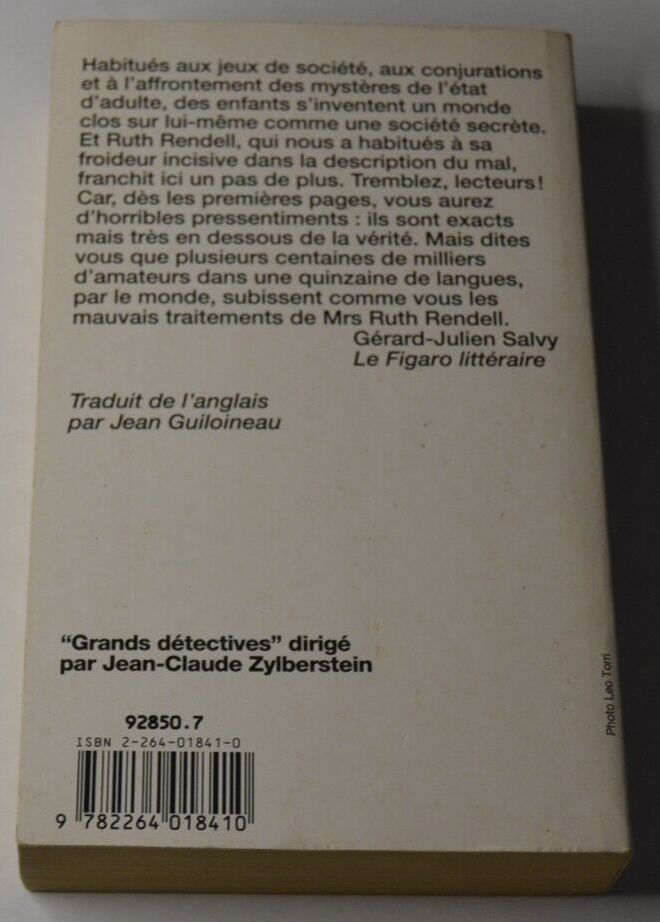 Habitués aux jeux de société, aux conjurations
et à l'affrontement des mystères de l'état
d'adulte, des enfants s'inventent un monde
clos sur lui-même comme une société secrète.
Et Ruth Rendell, qui nous a habitués à sa
froideur incisive dans la description du mal,
franchit ici un pas de plus. Tremblez, lecteurs !
Car, dès les premières pages, vous aurez
d'horribles pressentiments : ils sont exacts
mais très en dessous de la vérité. Mais dites
vous que plusieurs centaines de milliers
d'amateurs dans une quinzaine de langues,
par le monde, subissent comme vous les
mauvais traitements de Mrs Ruth Rendell.
Gérard-Julien Salvy
Le Figaro littéraire
Traduit de l'anglais
par Jean Guiloineau
"Grands détectives" dirigé
par Jean-Claude Zylberstein
92850.7
ISBN 2-264-01841-0
9 782264 018410
Photo Leo Torri